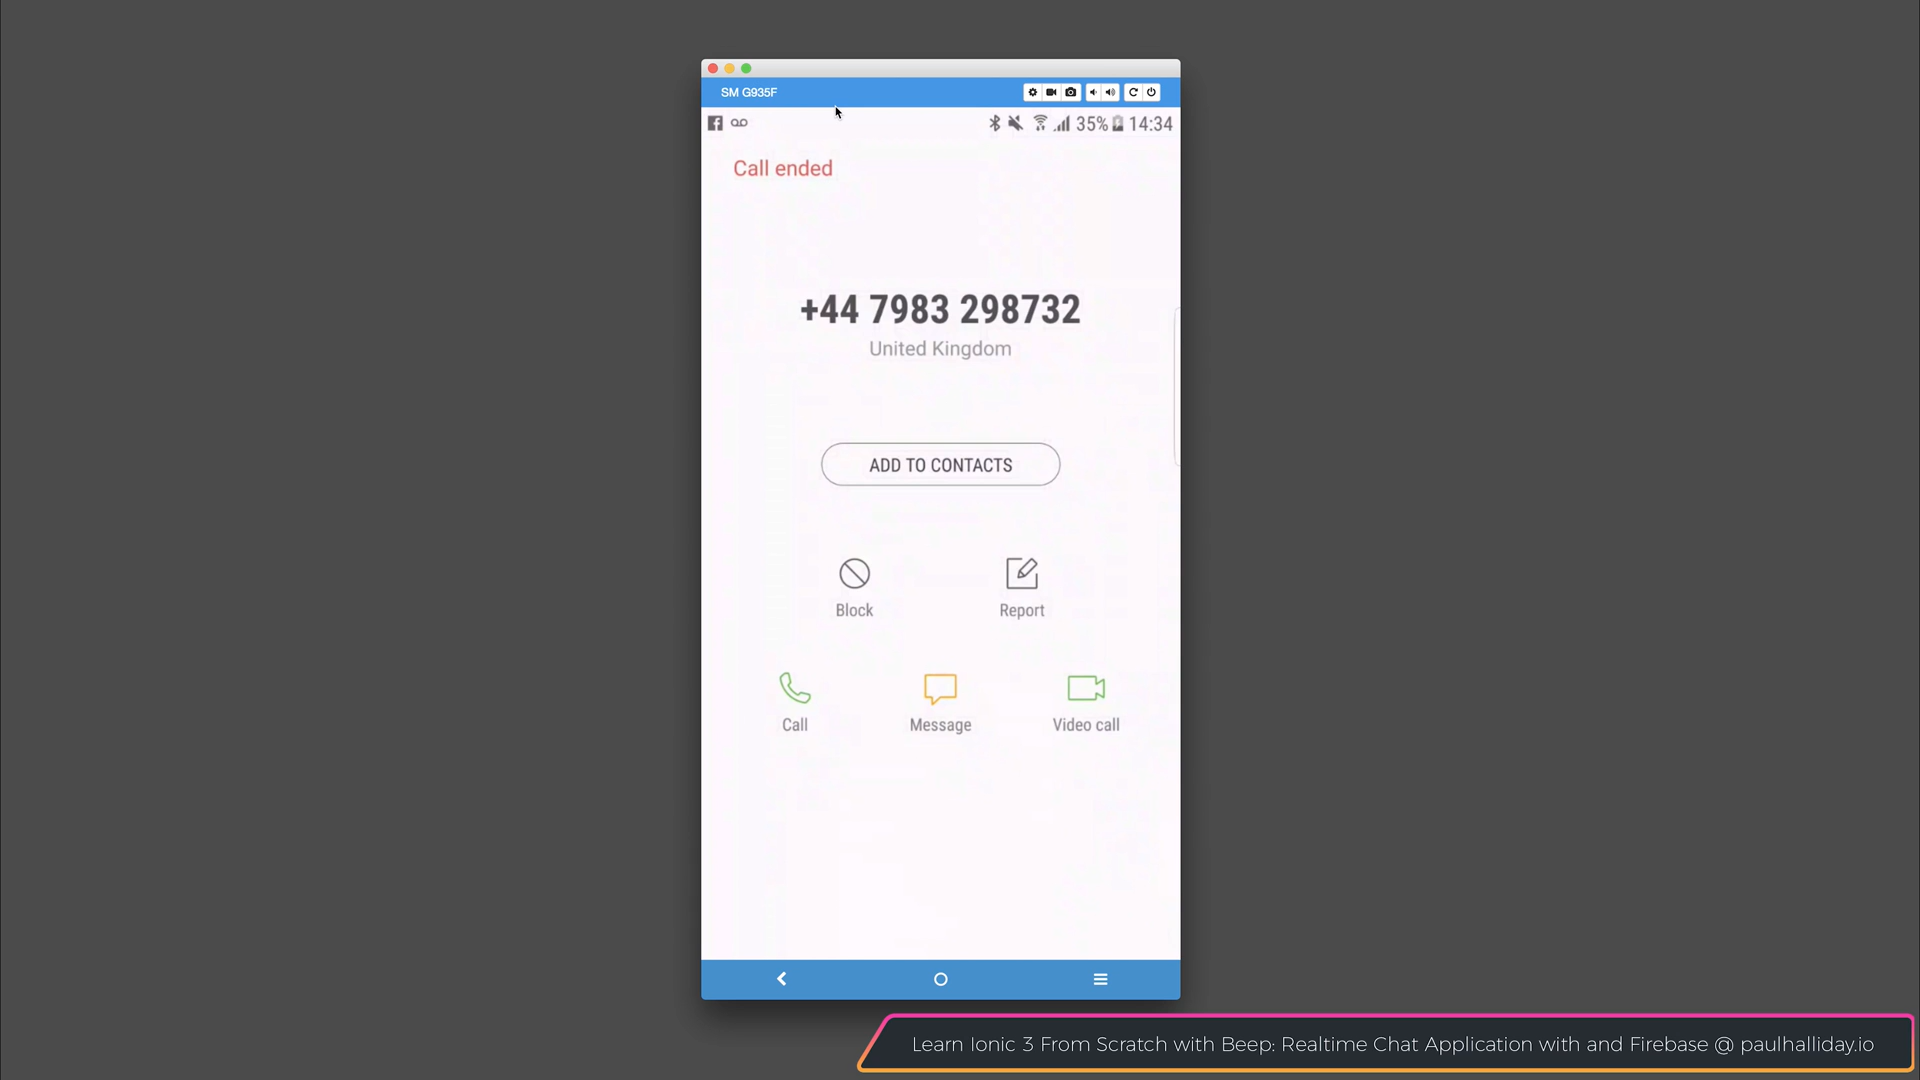 SM G935F
35% 14:34
Call ended
+44 7983 298732
United Kingdom
ADD TO CONTACTS
Block Report
Call Message Video call
Learn Ionic 3 From Scratch with Beep: Realtime Chat Application with and Firebase @ paulhalliday.io